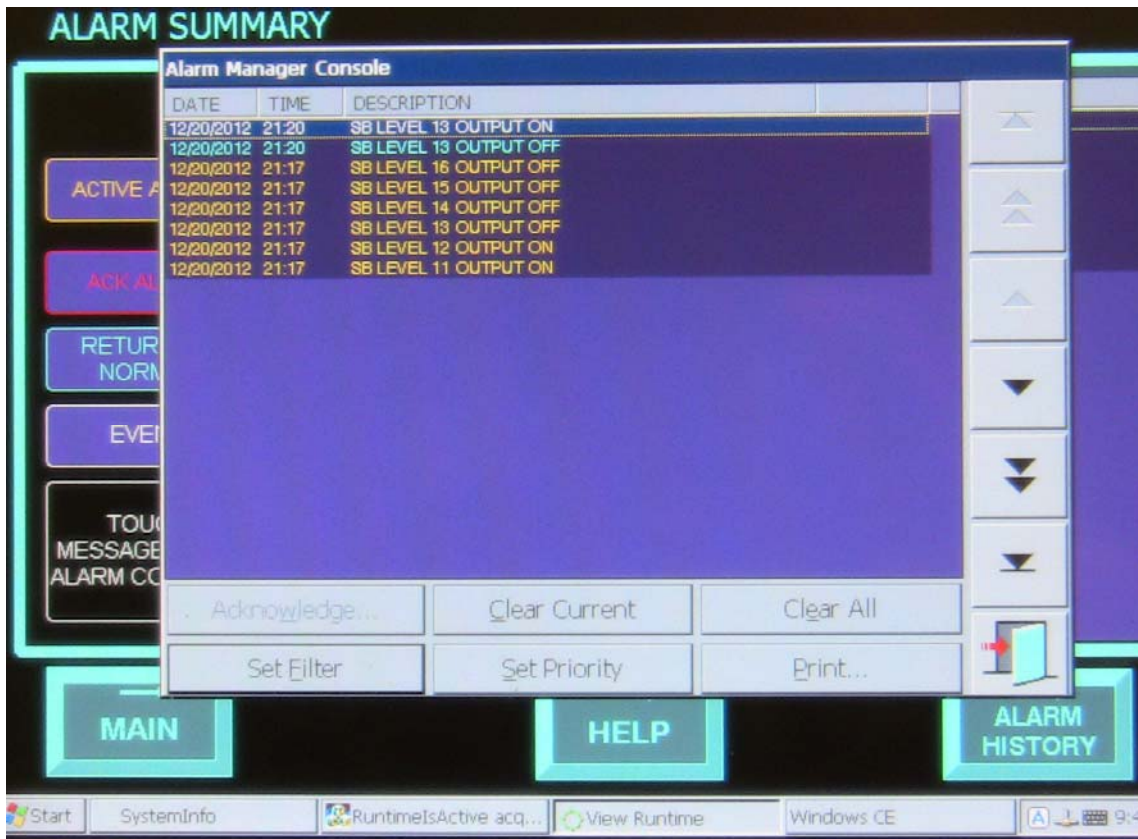 ALARM SUMMARY
Alarm Manager Console
DATE TIME DESCRIPTION
12/20/2012 21:20 SB LEVEL 13 OUTPUT ON
12/20/2012 21:20 SB LEVEL 13 OUTPUT OFF
12/20/2012 21:17 SB LEVEL 16 OUTPUT OFF
12/20/2012 21:17 SB LEVEL 15 OUTPUT OFF
12/20/2012 21:17 SB LEVEL 14 OUTPUT OFF
12/20/2012 21:17 SB LEVEL 13 OUTPUT OFF
12/20/2012 21:17 SB LEVEL 12 OUTPUT ON
12/20/2012 21:17 SB LEVEL 11 OUTPUT ON
ACTIVE A
ACK AL
RETUR
NORM
EVEN
TOUC
MESSAGE
ALARM CO
Acknowledge... Clear Current Clear All
Set Filter Set Priority Print...
MAIN
HELP
ALARM
HISTORY
Start SystemInfo RuntimeIsActive acq... View Runtime Windows CE A 9:4